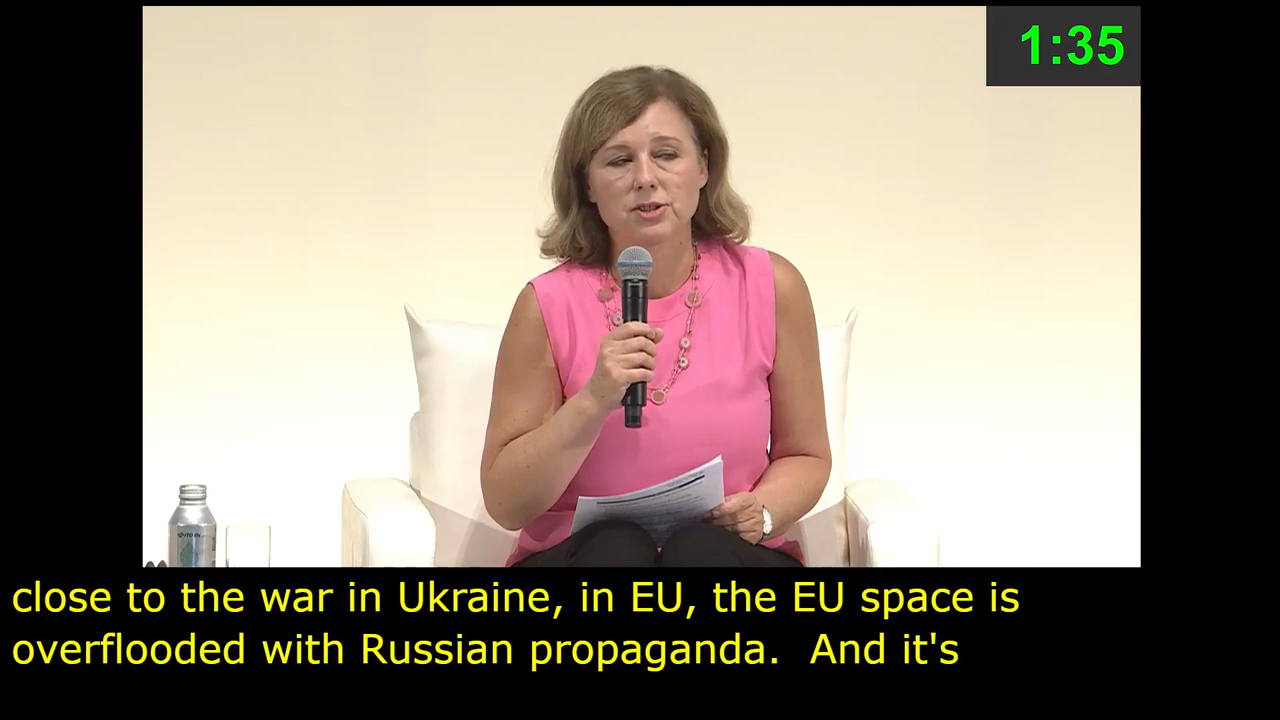 1:35
close to the war in Ukraine, in EU, the EU space is
overflooded with Russian propaganda.  And it's